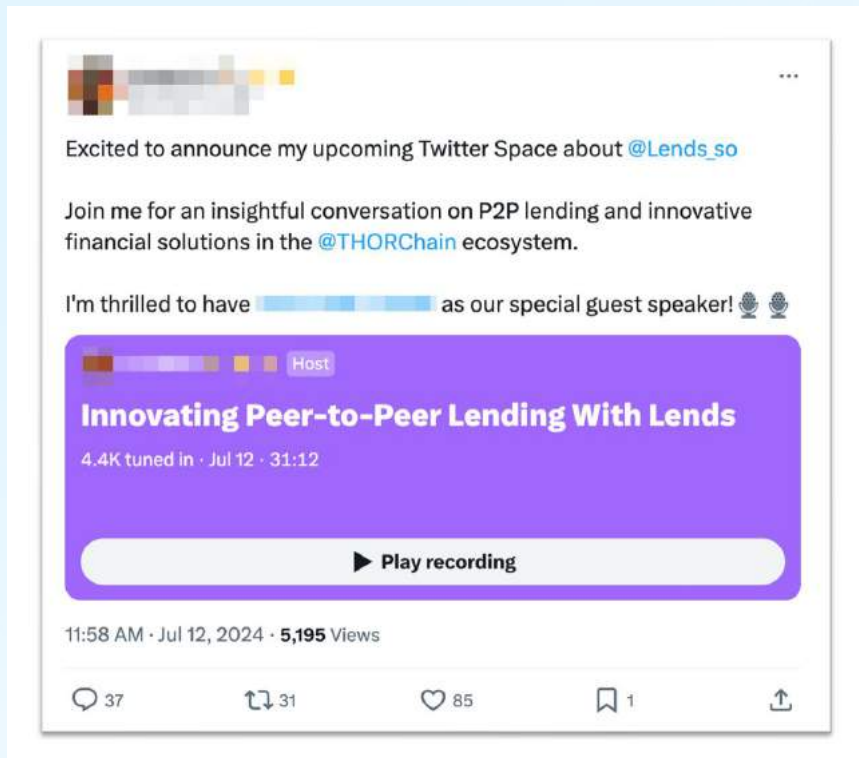 Excited to announce my upcoming Twitter Space about @Lends_so
Join me for an insightful conversation on P2P lending and innovative
financial solutions in the @THORChain ecosystem.
I'm thrilled to have as our special guest speaker!🎙️ 🎙️
Host
Innovating Peer-to-Peer Lending With Lends
4.4K tuned in · Jul 12 · 31:12
Play recording
11:58 AM · Jul 12, 2024 · 5,195 Views
37 31 85 1